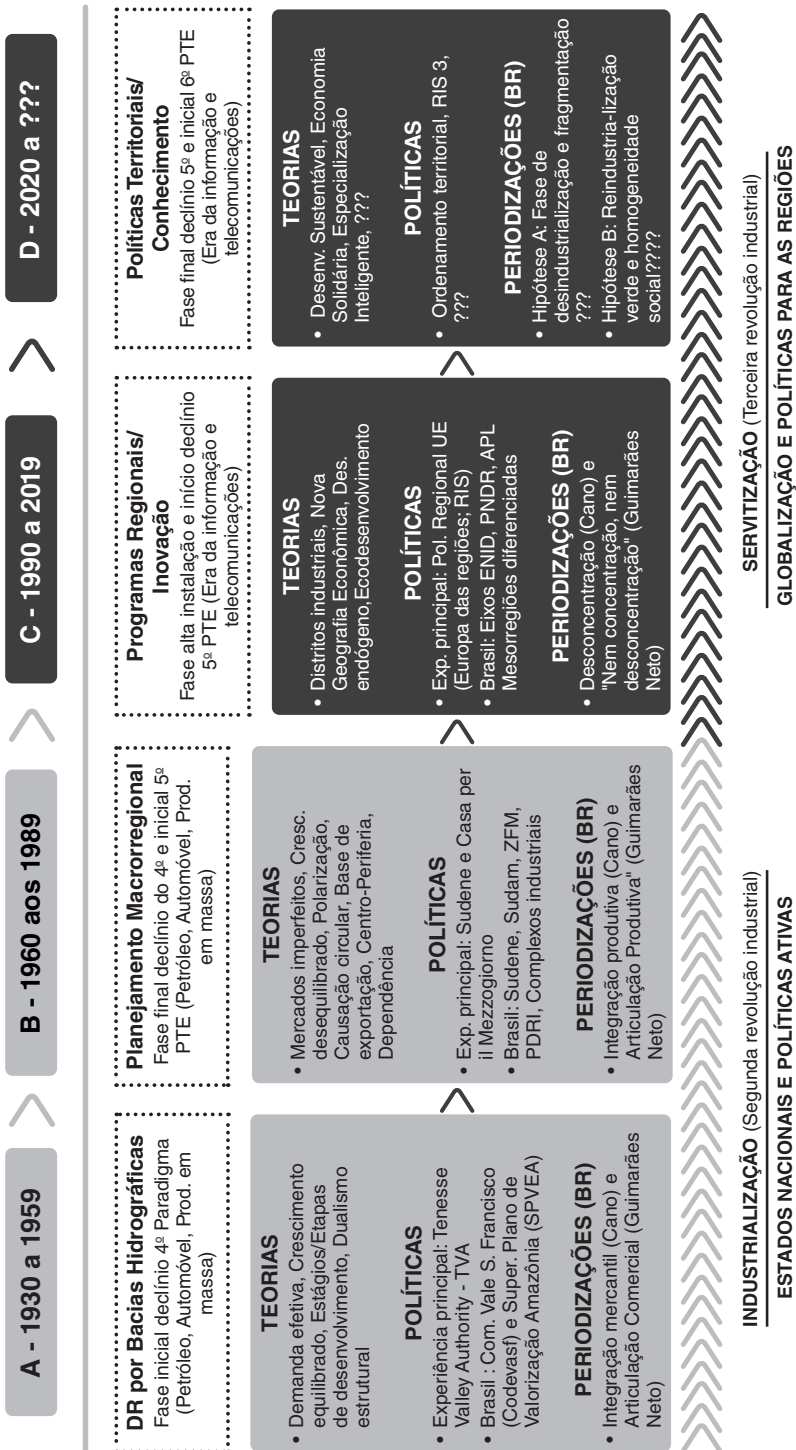 A - 1930 a 1959
B - 1960 aos 1989
C - 1990 a 2019
D - 2020 a ???
DR por Bacias Hidrográficas
Fase inicial declínio 4º Paradigma
(Petróleo, Automóvel, Prod. em
massa)
TEORIAS
• Demanda efetiva, Crescimento
equilibrado, Estágios/Etapas
de desenvolvimento, Dualismo
estrutural
POLÍTICAS
• Experiência principal: Tenesse
Valley Authority - TVA
• Brasil : Com. Vale S. Francisco
(Codevasf) e Super. Plano de
Valorização Amazônia (SPVEA)
PERIODIZAÇÕES (BR)
• Integração mercantil (Cano) e
Articulação Comercial (Guimarães
Neto)
Planejamento Macrorregional
Fase final declínio do 4º e inicial 5º
PTE (Petróleo, Automóvel, Prod.
em massa)
TEORIAS
• Mercados imperfeitos, Cresc.
desequilibrado, Polarização,
Causação circular, Base de
exportação, Centro-Periferia,
Dependência
POLÍTICAS
• Exp. principal: Sudene e Casa per
il Mezzogiorno
• Brasil: Sudene, Sudam, ZFM,
PDRI, Complexos industriais
PERIODIZAÇÕES (BR)
• Integração produtiva (Cano) e
Articulação Produtiva" (Guimarães
Neto)
Programas Regionais/
Inovação
Fase alta instalação e início declínio
5º PTE (Era da informação e
telecomunicações)
TEORIAS
• Distritos industriais, Nova
Geografia Econômica, Des.
endógeno,Ecodesenvolvimento
POLÍTICAS
• Exp. principal: Pol. Regional UE
(Europa das regiões; RIS)
• Brasil: Eixos ENID, PNDR, APL
Mesorregiões diferenciadas
PERIODIZAÇÕES (BR)
• Desconcentração (Cano) e
"Nem concentração, nem
desconcentração" (Guimarães
Neto)
Políticas Territoriais/
Conhecimento
Fase final declínio 5º e inicial 6º PTE
(Era da informação e
telecomunicações)
TEORIAS
• Desenv. Sustentável, Economia
Solidária, Especialização
Inteligente, ???
POLÍTICAS
• Ordenamento territorial, RIS 3,
???
PERIODIZAÇÕES (BR)
• Hipótese A: Fase de
desindustrialização e fragmentação
???
• Hipótese B: Reindustria-lização
verde e homogeneidade
social????
INDUSTRIALIZAÇÃO (Segunda revolução industrial)
ESTADOS NACIONAIS E POLÍTICAS ATIVAS
SERVITIZAÇÃO (Terceira revolução industrial)
GLOBALIZAÇÃO E POLÍTICAS PARA AS REGIÕES